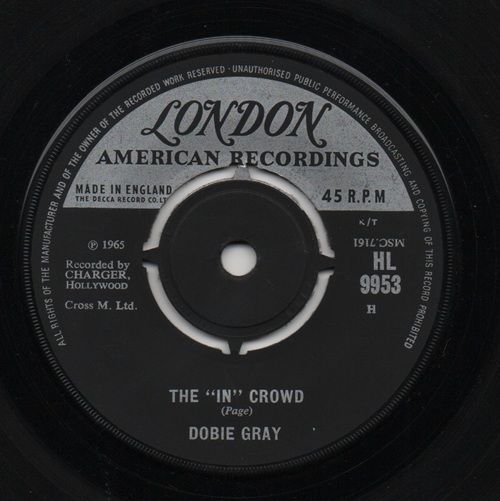 ALL RIGHTS OF THE MANUFACTURER AND OF THE OWNER OF THE RECORDED WORK RESERVED · UNAUTHORISED PUBLIC PERFORMANCE BROADCASTING AND COPYING OF THIS RECORD PROHIBITED
LONDON
AMERICAN RECORDINGS
MADE IN ENGLAND
THE DECCA RECORD CO. LTD
45 R.P.M
K/T
℗ 1965
MSC.7161
Recorded by
CHARGER,
HOLLYWOOD
HL
9953
Cross M. Ltd.
H
THE "IN" CROWD
(Page)
DOBIE GRAY